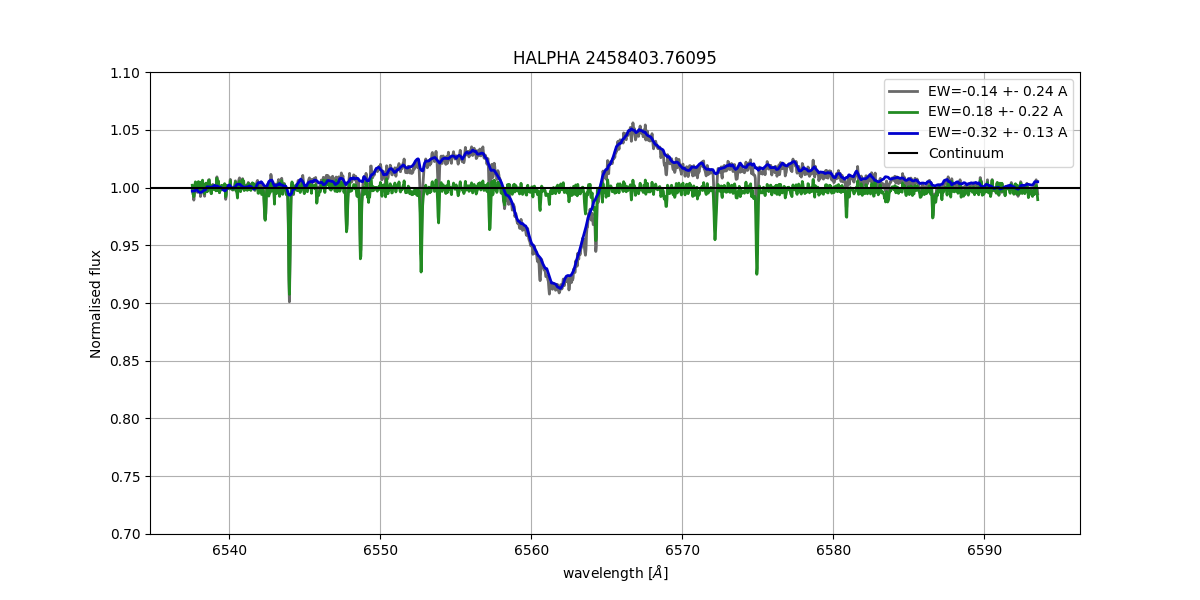 HALPHA 2458403.76095
EW=-0.14 +- 0.24 A
EW=0.18 +- 0.22 A
EW=-0.32 +- 0.13 A
Continuum
1.10
1.05
1.00
0.95
0.90
0.85
0.80
0.75
0.70
Normalised flux
6540 6550 6560 6570 6580 6590
wavelength [Å]